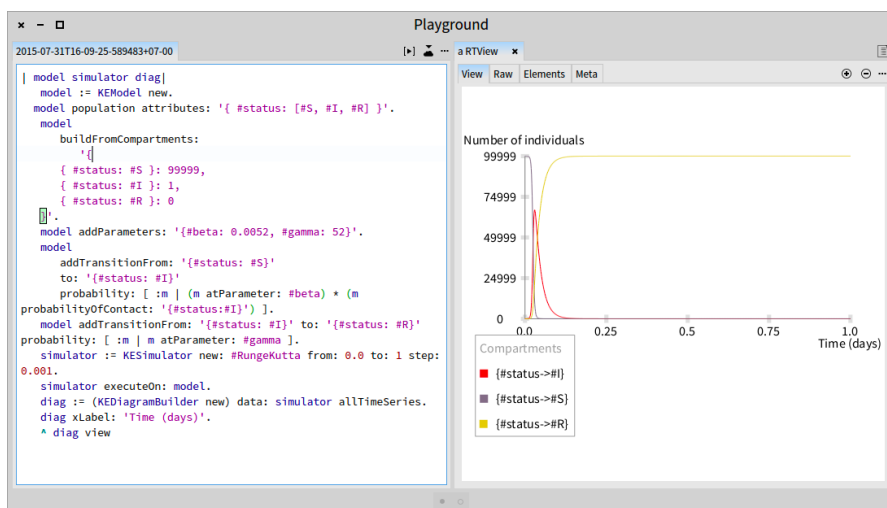 Playground
2015-07-31T16-09-25-589483+07-00
a RTView
| model simulator diag|
model := KEModel new.
model population attributes: '{ #status: [#S, #I, #R] }'.
model
buildFromCompartments:
'{
{ #status: #S }: 99999,
{ #status: #I }: 1,
{ #status: #R }: 0
}'.
model addParameters: '{#beta: 0.0052, #gamma: 52}'.
model
addTransitionFrom: '{#status: #S}'
to: '{#status: #I}'
probability: [ :m | (m atParameter: #beta) * (m
probabilityOfContact: '{#status:#I}') ].
model addTransitionFrom: '{#status: #I}' to: '{#status: #R}'
probability: [ :m | m atParameter: #gamma ].
simulator := KESimulator new: #RungeKutta from: 0.0 to: 1 step:
0.001.
simulator executeOn: model.
diag := (KEDiagramBuilder new) data: simulator allTimeSeries.
diag xLabel: 'Time (days)'.
^ diag view
View Raw Elements Meta
Number of individuals
99999
74999
49999
24999
0
0.0 0.25 0.5 0.75 1.0
Time (days)
Compartments
{#status->#I}
{#status->#S}
{#status->#R}